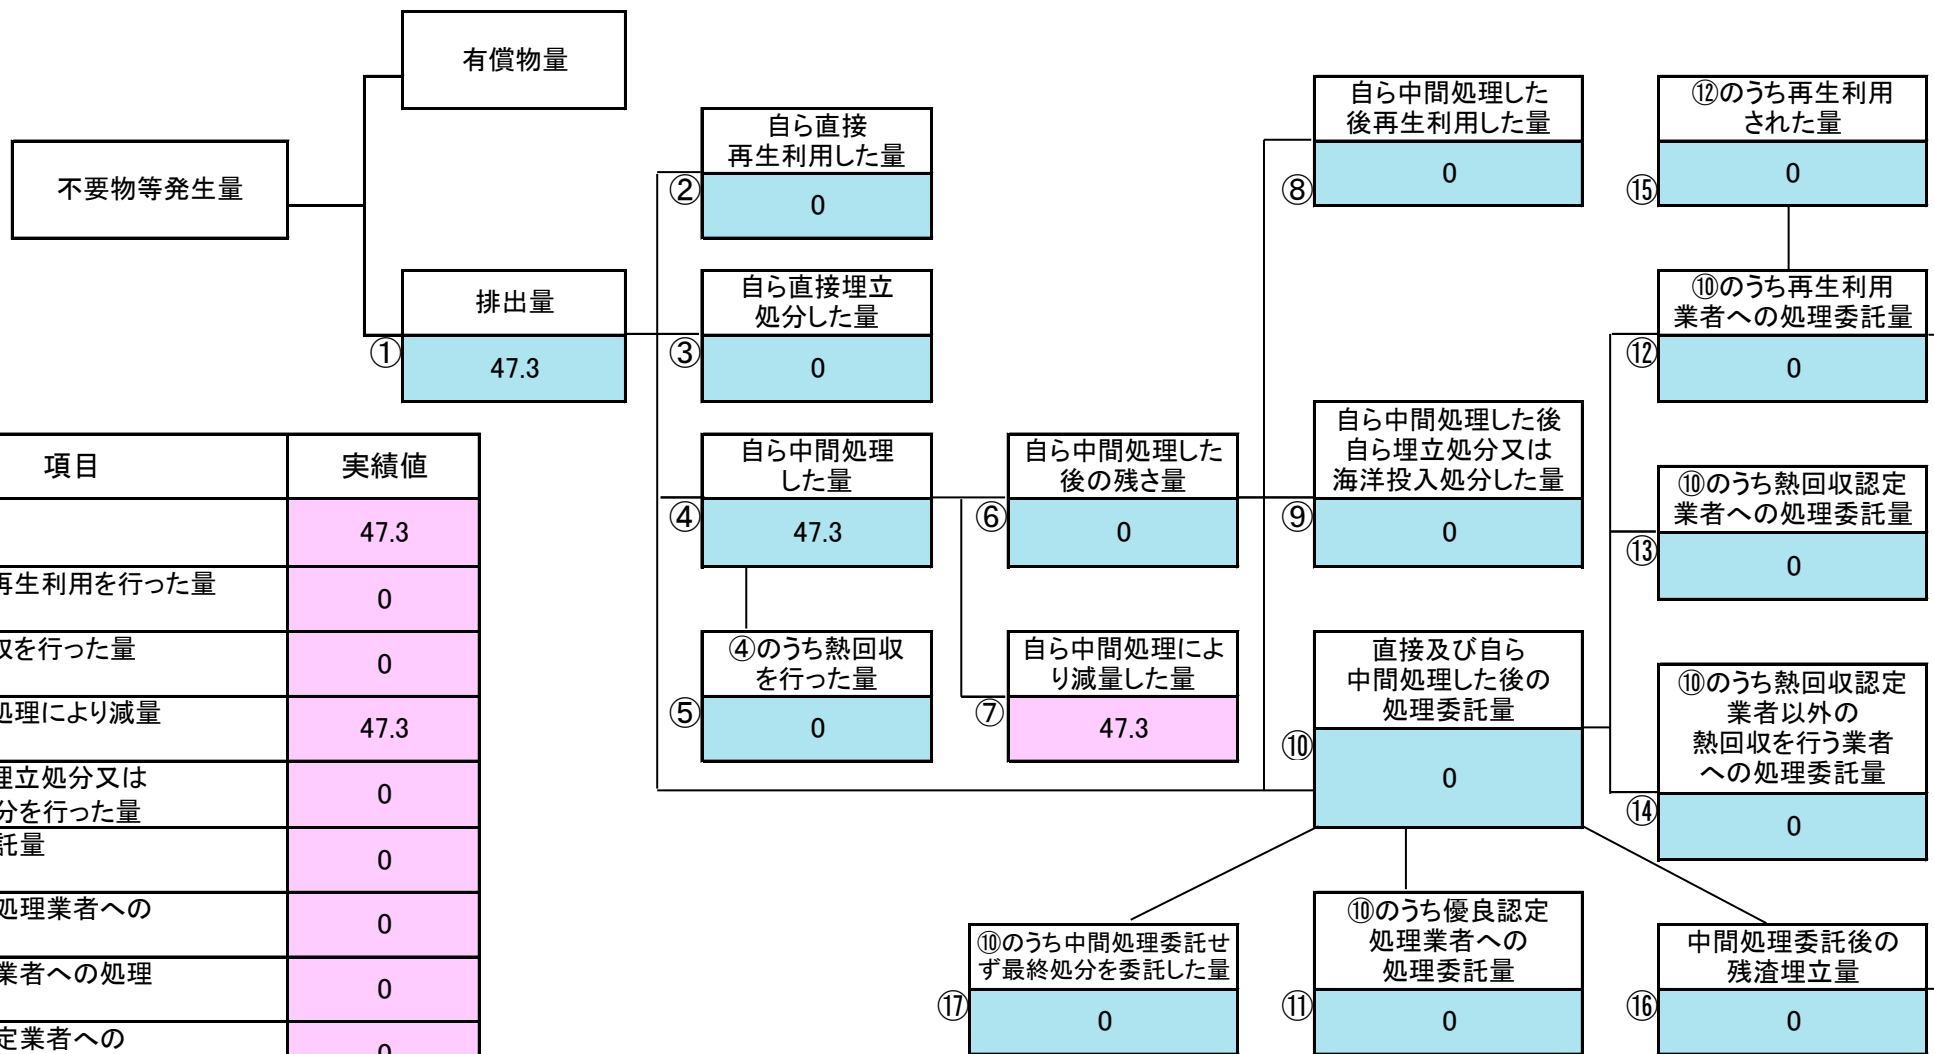 有償物量
不要物等発生量
排出量
①
47.3
自ら直接
再生利用した量
②
0
自ら直接埋立
処分した量
③
0
自ら中間処理
した量
④
47.3
④のうち熱回収
を行った量
⑤
0
自ら中間処理した
後の残さ量
⑥
0
自ら中間処理によ
り減量した量
⑦
47.3
自ら中間処理した
後再生利用した量
⑧
0
自ら中間処理した後
自ら埋立処分又は
海洋投入処分した量
⑨
0
直接及び自ら
中間処理した後の
処理委託量
⑩
0
⑫のうち再生利用
された量
⑮
0
⑩のうち再生利用
業者への処理委託量
⑫
0
⑩のうち熱回収認定
業者への処理委託量
⑬
0
⑩のうち熱回収認定
業者以外の
熱回収を行う業者
への処理委託量
⑭
0
⑩のうち中間処理委託せ
ず最終処分を委託した量
⑰
0
⑩のうち優良認定
処理業者への
処理委託量
⑪
0
中間処理委託後の
残渣埋立量
⑯
0
項目 実績値
47.3
再生利用を行った量
0
収を行った量
0
処理により減量
47.3
埋立処分又は
分を行った量
0
託量
0
処理業者への
0
業者への処理
0
定業者への
0